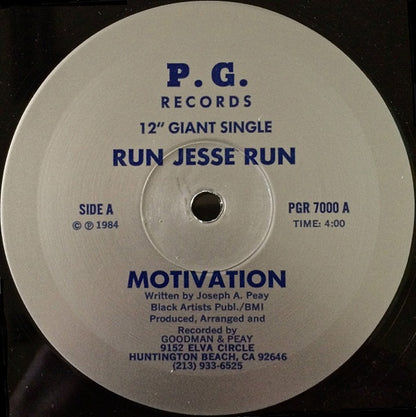 P. G.
RECORDS
12" GIANT SINGLE
RUN JESSE RUN
SIDE A
PGR 7000 A
© ℗ 1984
TIME: 4:00
MOTIVATION
Written by Joseph A. Peay
Black Artists Publ./BMI
Produced, Arranged and
Recorded by
GOODMAN & PEAY
9152 ELVA CIRCLE
HUNTINGTON BEACH, CA 92646
(213) 933-6525